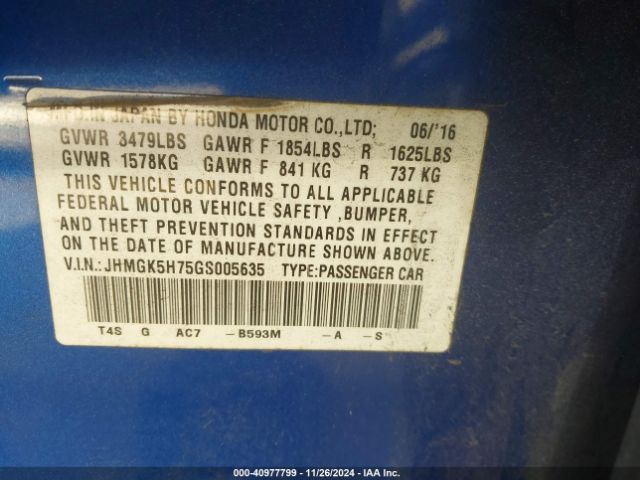 MFD.IN JAPAN BY HONDA MOTOR CO.,LTD; 06/'16
GVWR 3479LBS GAWR F 1854LBS R 1625LBS
GVWR 1578KG GAWR F 841 KG R 737 KG
THIS VEHICLE CONFORMS TO ALL APPLICABLE
FEDERAL MOTOR VEHICLE SAFETY ,BUMPER,
AND THEFT PREVENTION STANDARDS IN EFFECT
ON THE DATE OF MANUFACTURE SHOWN ABOVE.
V.I.N.: JHMGK5H75GS005635 TYPE:PASSENGER CAR
T4S G AC7 -B593M -A -S
000-40977799 - 11/26/2024 - IAA Inc.